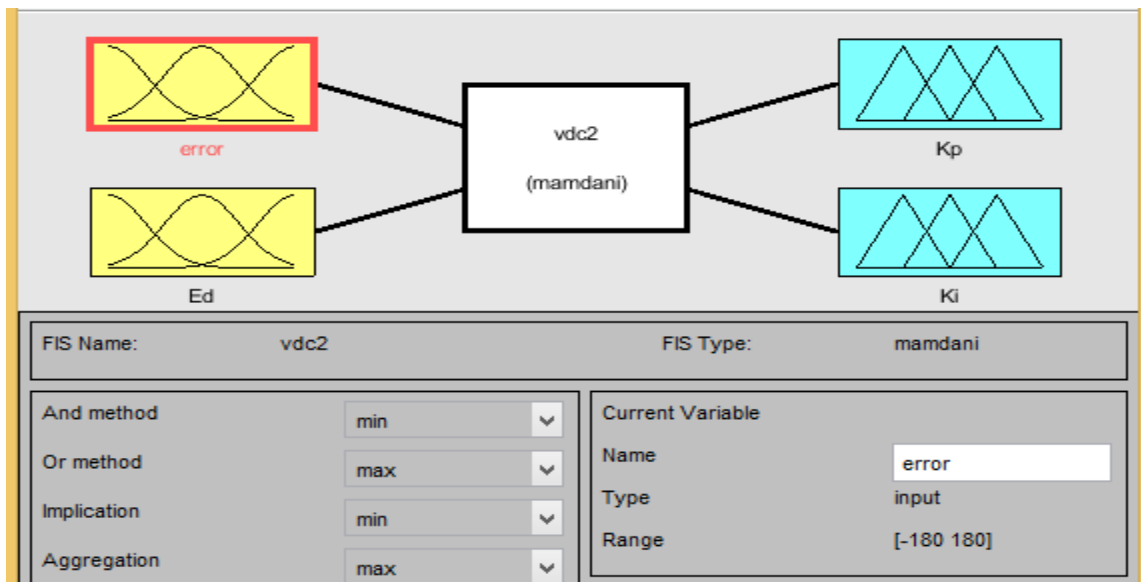 error
Ed
vdc2
(mamdani)
Kp
Ki
FIS Name: vdc2 FIS Type: mamdani
And method min
Or method max
Implication min
Aggregation max
Current Variable
Name error
Type input
Range [-180 180]